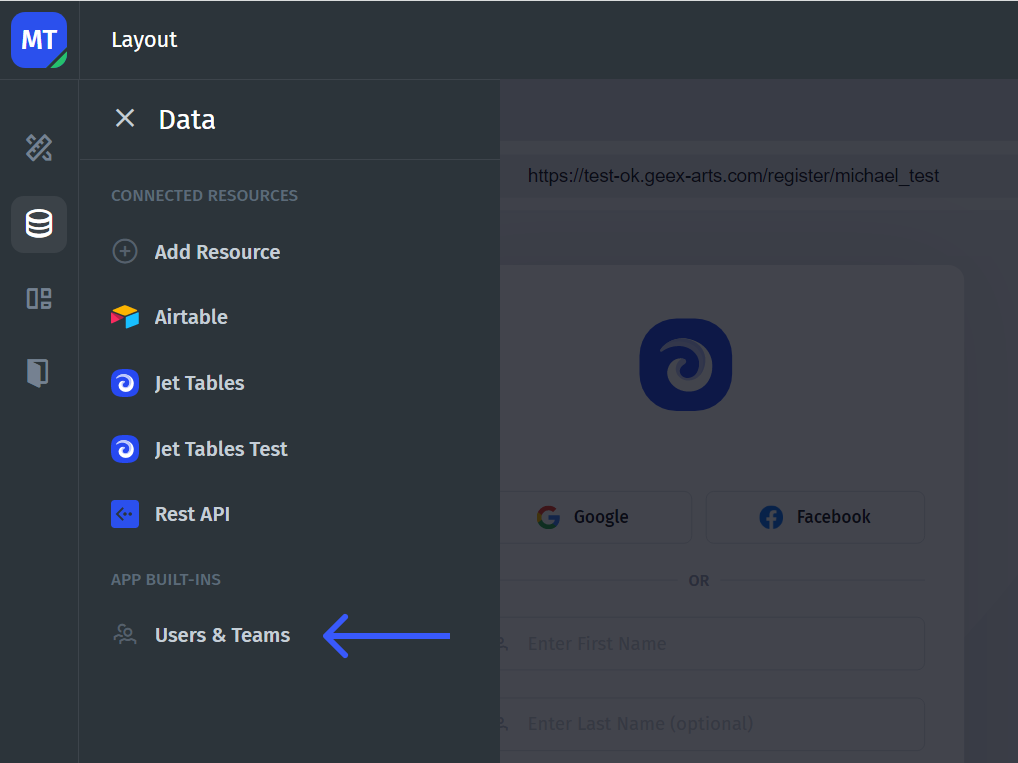 MT
Layout
Data
CONNECTED RESOURCES
Add Resource
Airtable
Jet Tables
Jet Tables Test
Rest API
APP BUILT-INS
Users & Teams
https://test-ok.geex-arts.com/register/michael_test
Google
Facebook
OR
Enter First Name
Enter Last Name (optional)